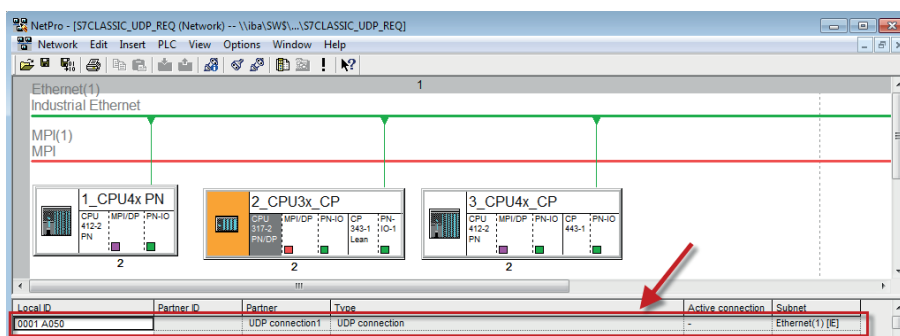 NetPro - [S7CLASSIC_UDP_REQ (Network) -- \\iba\SWS\...\S7CLASSIC_UDP_REQ]
Network Edit Insert PLC View Options Window Help
1
Ethernet(1)
Industrial Ethernet
MPI(1)
MPI
1_CPU4x PN
CPU 412-2 PN
MPI/DP
PN-IO
2
2_CPU3x_CP
CPU 317-2 PN/DP
MPI/DP
PN-IO
CP 343-1 Lean
PN-IO-1
2
3_CPU4x_CP
CPU 412-2 PN
MPI/DP
PN-IO
CP 443-1
PN-IO
2
Local ID Partner ID Partner Type Active connection Subnet
0001 A050 UDP connection1 UDP connection - Ethernet(1) [IE]